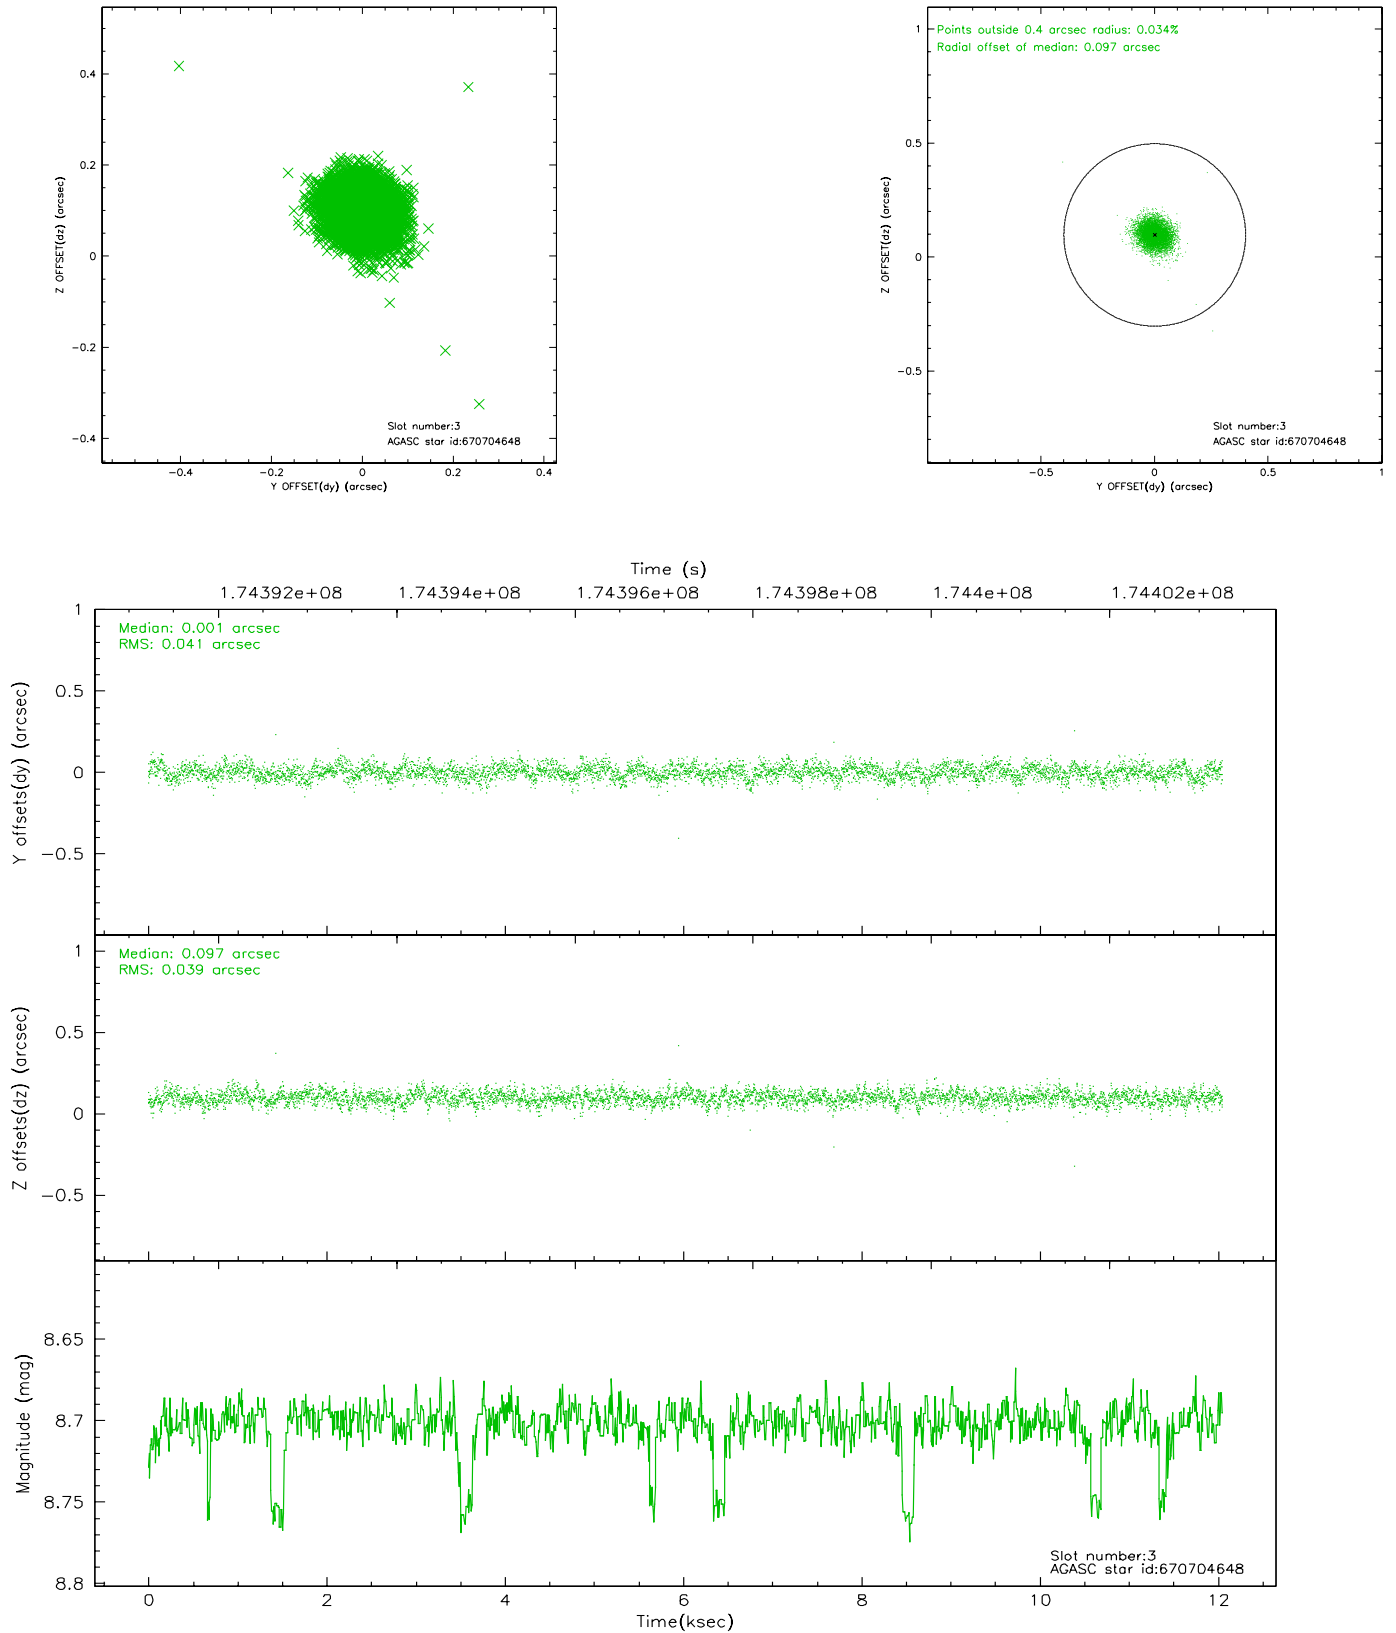 Z OFFSET(dz) (arcsec)
0.4
0.2
0
−0.2
−0.4
−0.4
−0.2
0
0.2
0.4
Y OFFSET(dy) (arcsec)
Slot number:3
AGASC star id:670704648
Points outside 0.4 arcsec radius: 0.034%
Radial offset of median: 0.097 arcsec
Z OFFSET(dz) (arcsec)
1
0.5
0
−0.5
−0.5
0
0.5
1
Y OFFSET(dy) (arcsec)
Slot number:3
AGASC star id:670704648
Time (s)
1.74392e+08
1.74394e+08
1.74396e+08
1.74398e+08
1.744e+08
1.74402e+08
Median: 0.001 arcsec
RMS: 0.041 arcsec
Y offsets(dy) (arcsec)
1
0.5
0
−0.5
Median: 0.097 arcsec
RMS: 0.039 arcsec
Z offsets(dz) (arcsec)
1
0.5
0
−0.5
Magnitude (mag)
8.65
8.7
8.75
8.8
Slot number:3
AGASC star id:670704648
0
2
4
6
8
10
12
Time(ksec)